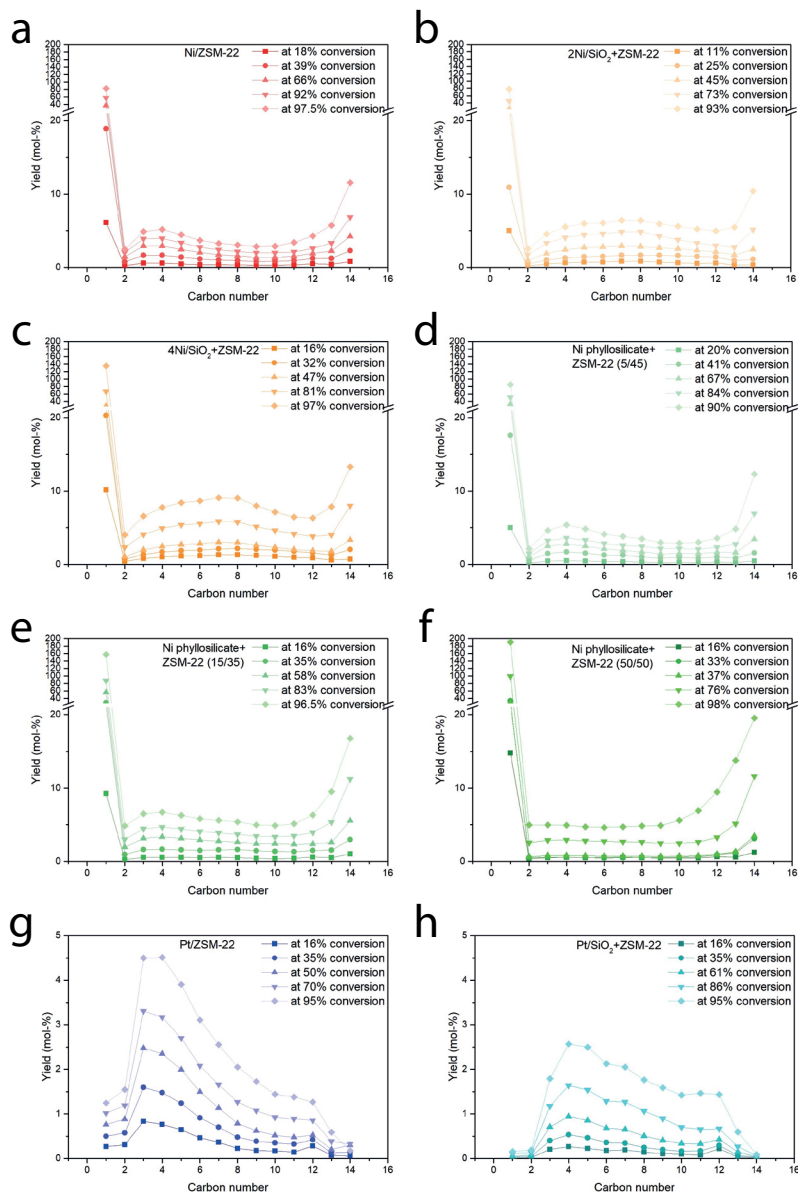 a
Ni/ZSM-22
at 18% conversion
at 39% conversion
at 66% conversion
at 92% conversion
at 97.5% conversion
200
180
160
140
120
100
80
60
40
20
10
5
0
Yield (mol-%)
0 2 4 6 8 10 12 14 16
Carbon number
b
2Ni/SiO2+ZSM-22
at 11% conversion
at 25% conversion
at 45% conversion
at 73% conversion
at 93% conversion
200
180
160
140
120
100
80
60
40
20
10
5
0
Yield (mol-%)
0 2 4 6 8 10 12 14 16
Carbon number
c
4Ni/SiO2+ZSM-22
at 16% conversion
at 32% conversion
at 47% conversion
at 81% conversion
at 97% conversion
200
180
160
140
120
100
80
60
40
20
10
5
0
Yield (mol-%)
0 2 4 6 8 10 12 14 16
Carbon number
d
Ni phyllosilicate+
ZSM-22 (5/45)
at 20% conversion
at 41% conversion
at 67% conversion
at 84% conversion
at 90% conversion
200
180
160
140
120
100
80
60
40
20
10
5
0
Yield (mol-%)
0 2 4 6 8 10 12 14 16
Carbon number
e
Ni phyllosilicate+
ZSM-22 (15/35)
at 16% conversion
at 35% conversion
at 58% conversion
at 83% conversion
at 96.5% conversion
200
180
160
140
120
100
80
60
40
20
10
5
0
Yield (mol-%)
0 2 4 6 8 10 12 14 16
Carbon number
f
Ni phyllosilicate+
ZSM-22 (50/50)
at 16% conversion
at 33% conversion
at 37% conversion
at 76% conversion
at 98% conversion
200
180
160
140
120
100
80
60
40
20
10
5
0
Yield (mol-%)
0 2 4 6 8 10 12 14 16
Carbon number
g
Pt/ZSM-22
at 16% conversion
at 35% conversion
at 50% conversion
at 70% conversion
at 95% conversion
5
4
3
2
1
0
Yield (mol-%)
0 2 4 6 8 10 12 14 16
Carbon number
h
Pt/SiO2+ZSM-22
at 16% conversion
at 35% conversion
at 61% conversion
at 86% conversion
at 95% conversion
5
4
3
2
1
0
Yield (mol-%)
0 2 4 6 8 10 12 14 16
Carbon number